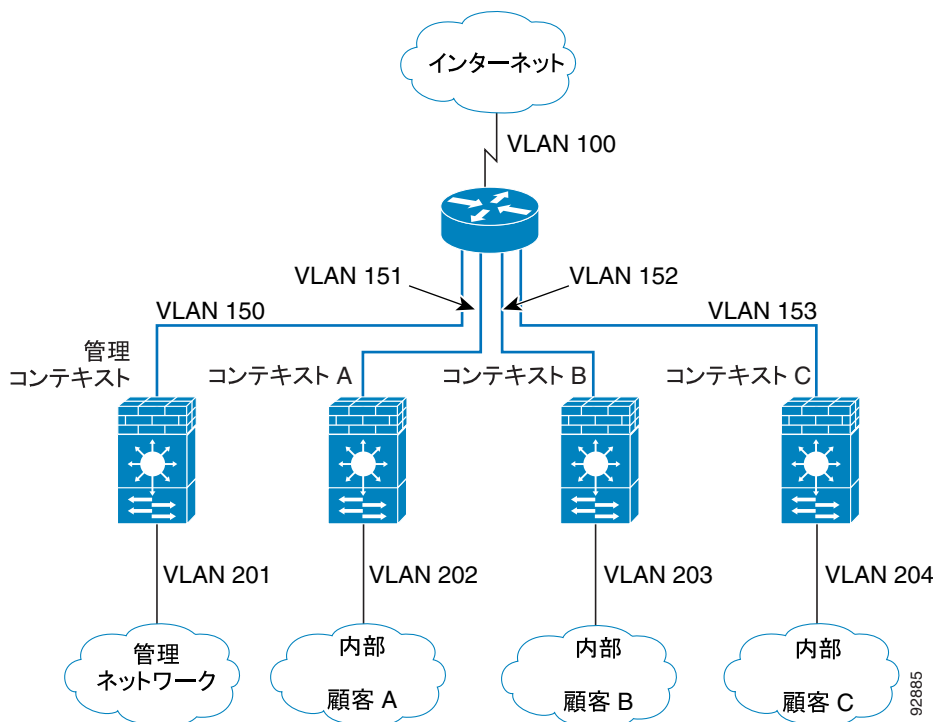 インターネット
VLAN 100
VLAN 151
VLAN 152
VLAN 150
VLAN 153
管理
コンテキスト
コンテキスト A
コンテキスト B
コンテキスト C
VLAN 201
VLAN 202
VLAN 203
VLAN 204
管理
ネットワーク
内部
顧客 A
内部
顧客 B
内部
顧客 C
92885